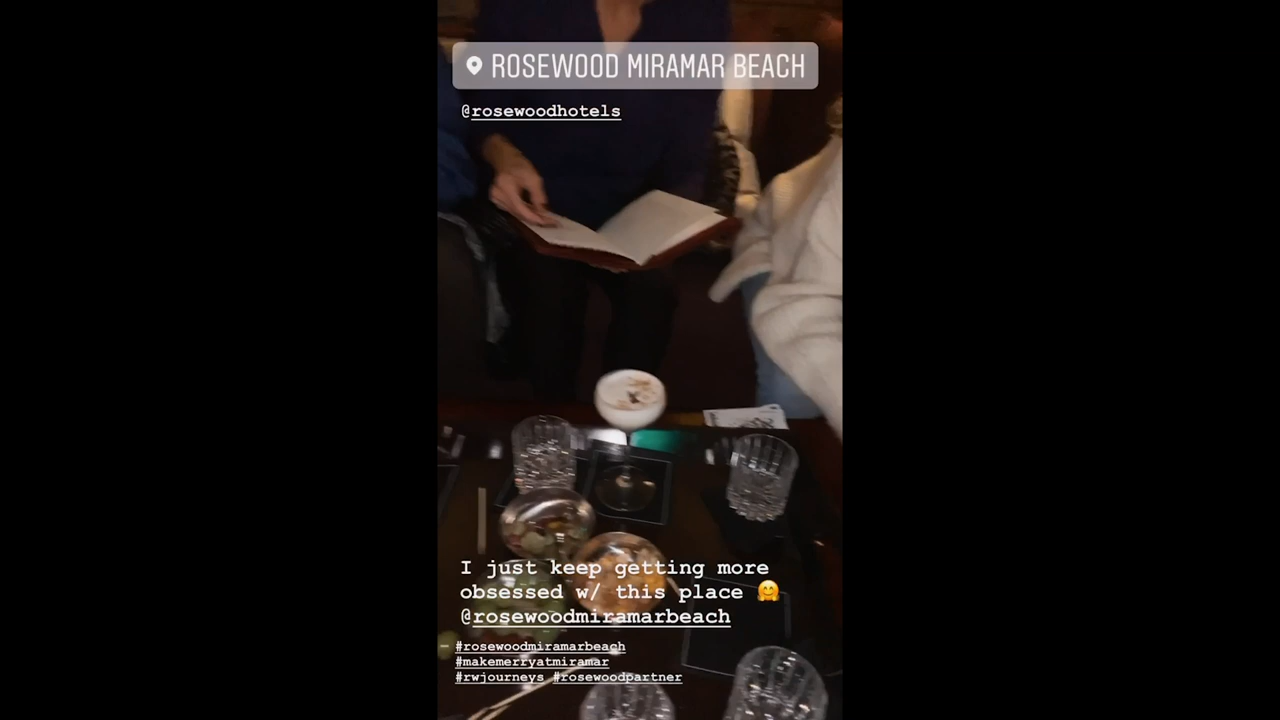 ROSEWOOD MIRAMAR BEACH
@rosewoodhotels
I just keep getting more
obsessed w/ this place 🤗
@rosewoodmiramarbeach
#rosewoodmiramarbeach
#makemerryatmiramar
#rwjourneys #rosewoodpartner